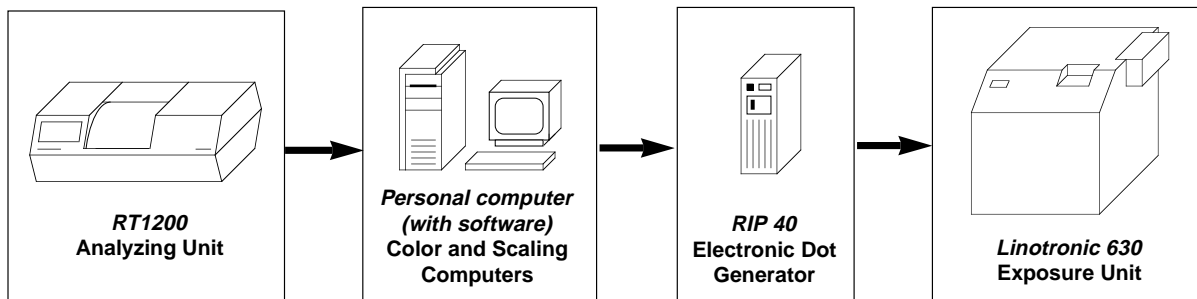 RT1200
Analyzing Unit
Personal computer
(with software)
Color and Scaling
Computers
RIP 40
Electronic Dot
Generator
Linotronic 630
Exposure Unit